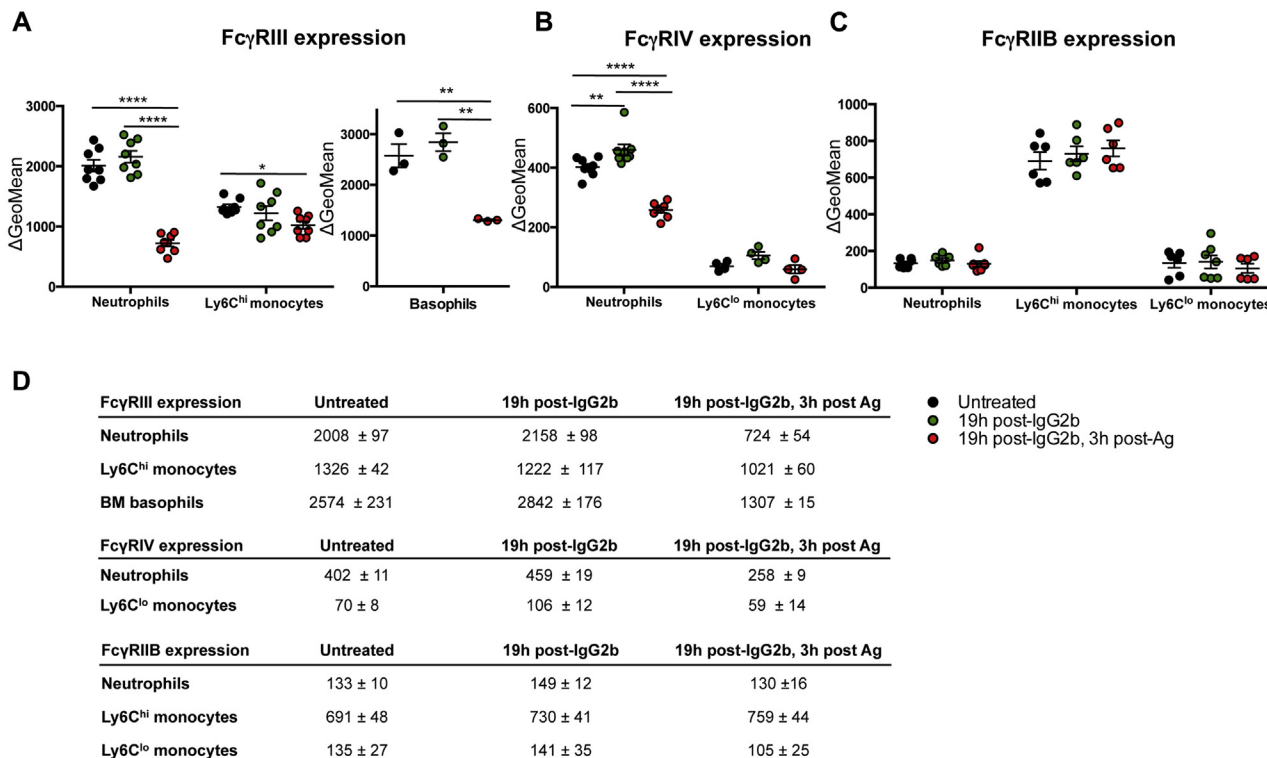 A
FcγRIII expression
ΔGeoMean
3000
2000
1000
0
****
****
*
Neutrophils
Ly6Chi monocytes
ΔGeoMean
3000
2000
1000
0
**
**
Basophils
B
FcγRIV expression
ΔGeoMean
600
400
200
0
****
****
**
Neutrophils
Ly6Clo monocytes
C
FcγRIIB expression
ΔGeoMean
1000
800
600
400
200
0
Neutrophils
Ly6Chi monocytes
Ly6Clo monocytes
D
FcγRIII expression Untreated 19h post-IgG2b 19h post-IgG2b, 3h post Ag
Neutrophils 2008 ± 97 2158 ± 98 724 ± 54
Ly6Chi monocytes 1326 ± 42 1222 ± 117 1021 ± 60
BM basophils 2574 ± 231 2842 ± 176 1307 ± 15
FcγRIV expression Untreated 19h post-IgG2b 19h post-IgG2b, 3h post Ag
Neutrophils 402 ± 11 459 ± 19 258 ± 9
Ly6Clo monocytes 70 ± 8 106 ± 12 59 ± 14
FcγRIIB expression Untreated 19h post-IgG2b 19h post-IgG2b, 3h post Ag
Neutrophils 133 ± 10 149 ± 12 130 ±16
Ly6Chi monocytes 691 ± 48 730 ± 41 759 ± 44
Ly6Clo monocytes 135 ± 27 141 ± 35 105 ± 25
Untreated
19h post-IgG2b
19h post-IgG2b, 3h post-Ag